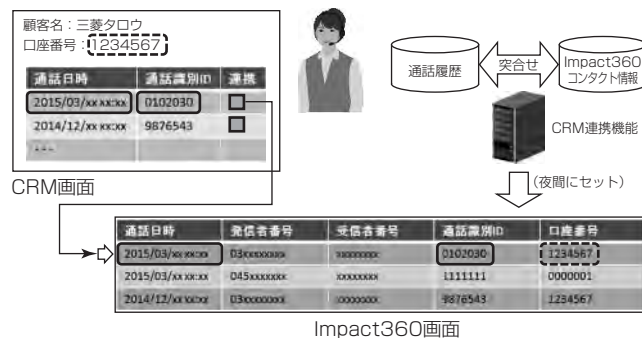 顧客名：三菱タロウ
口座番号：1234567
通話日時 通話識別ID 連携
2015/03/xx xx:xx 0102030
2014/12/xx xx:xx 9876543
...
CRM画面
通話履歴
突合せ
Impact360
コンタクト情報
CRM連携機能
(夜間にセット)
通話日時 発信者番号 受信者番号 通話識別ID 口座番号
2015/03/xx xx:xx 03xxxxxxxx xxxxxxxx 0102030 1234567
2015/03/xx xx:xx 045xxxxxxx xxxxxxxx 1111111 0000001
2014/12/xx xx:xx 03xxxxxxxx xxxxxxxx 9876543 1234567
Impact360画面